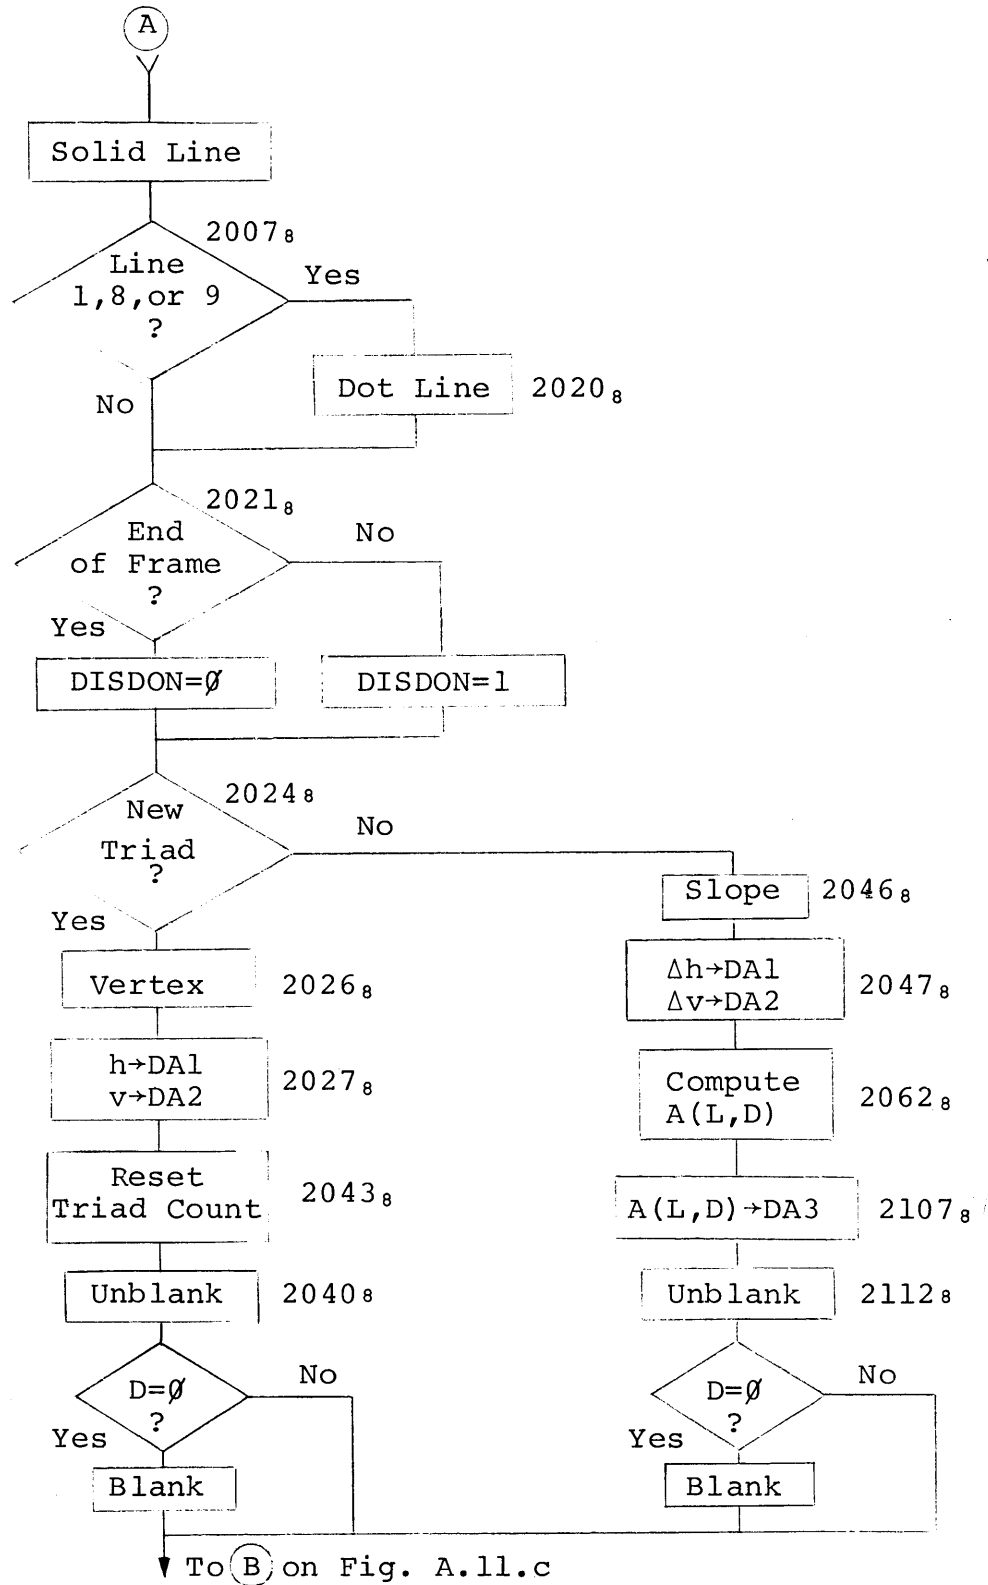 A
Solid Line
2007₈
Line
1,8,or 9
?
Yes
No
Dot Line
2020₈
2021₈
End
of Frame
?
No
Yes
DISDON=Ø
DISDON=1
2024₈
New
Triad
?
No
Yes
Vertex
2026₈
h→DA1
v→DA2
2027₈
Reset
Triad Count
2043₈
Unblank
2040₈
D=Ø
?
No
Yes
Blank
Slope
2046₈
Δh→DA1
Δv→DA2
2047₈
Compute
A(L,D)
2062₈
A(L,D)→DA3
2107₈
Unblank
2112₈
D=Ø
?
No
Yes
Blank
To B on Fig. A.11.c